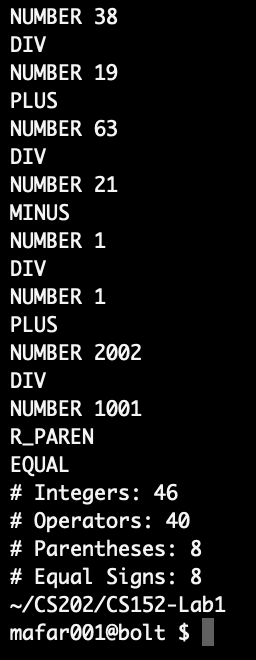 NUMBER 38
DIV
NUMBER 19
PLUS
NUMBER 63
DIV
NUMBER 21
MINUS
NUMBER 1
DIV
NUMBER 1
PLUS
NUMBER 2002
DIV
NUMBER 1001
R_PAREN
EQUAL
# Integers: 46
# Operators: 40
# Parentheses: 8
# Equal Signs: 8
~/CS202/CS152-Lab1
mafar001@bolt $